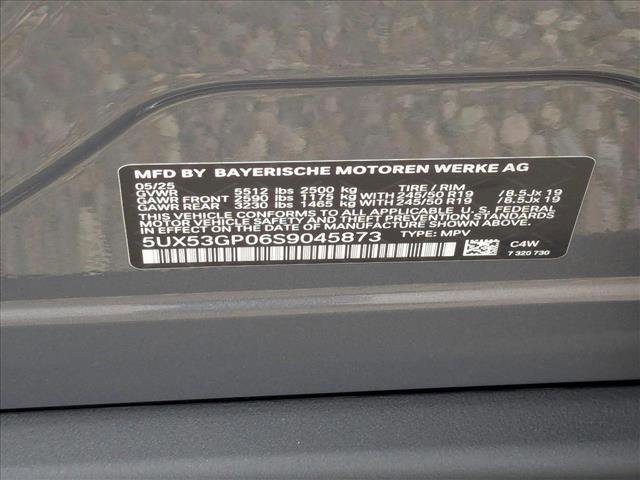 MFD BY BAYERISCHE MOTOREN WERKE AG
05/25
GVWR 5512 lbs 2500 kg TIRE / RIM
GAWR FRONT 2590 lbs 1175 kg WITH 245/50 R19 /8.5Jx 19
GAWR REAR 3230 lbs 1465 kg WITH 245/50 R19 /8.5Jx 19
THIS VEHICLE CONFORMS TO ALL APPLICABLE U.S. FEDERAL
MOTOR VEHICLE SAFETY, BUMPER, AND THEFT PREVENTION STANDARDS
IN EFFECT ON THE DATE OF MANUFACTURE SHOWN ABOVE.
5UX53GP06S9045873 TYPE: MPV
C4W
7 320 730